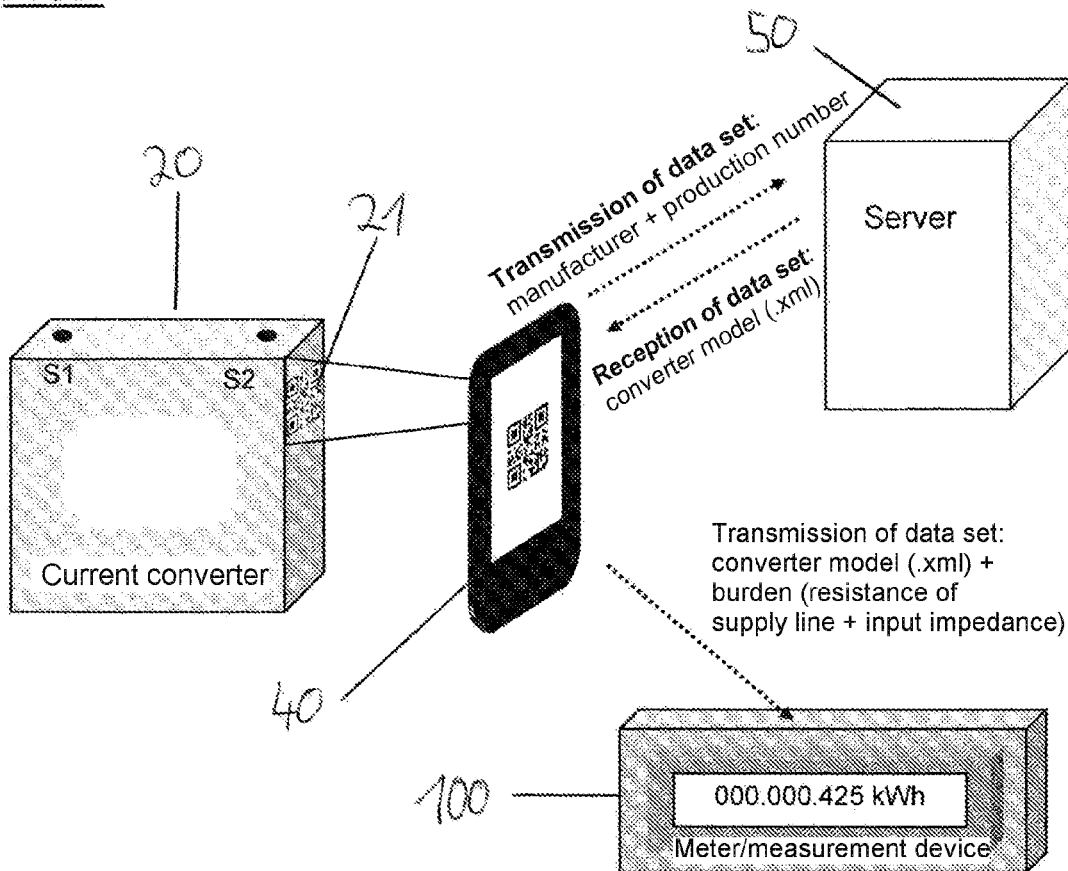 50
20
21
Transmission of data set:
manufacturer + production number
Server
Reception of data set:
converter model (.xml)
S1
S2
Current converter
Transmission of data set:
converter model (.xml) +
burden (resistance of
supply line + input impedance)
40
100
000.000.425 kWh
Meter/measurement device